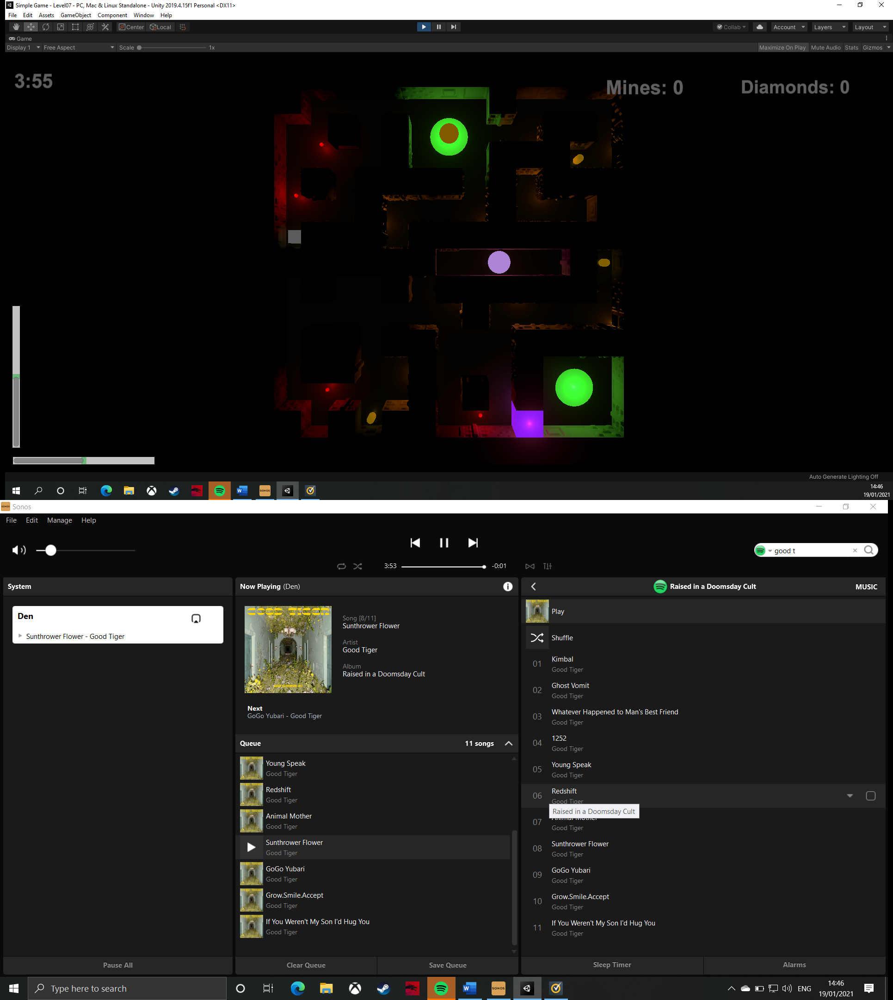 Simple Game - Level07 - PC, Mac & Linux Standalone - Unity 2019.4.15f1 Personal <DX11>
File Edit Assets GameObject Component Window Help
Center Local Collab Account Layers Layout
Game
Display 1 Free Aspect Scale 1x Maximize On Play Mute Audio Stats Gizmos
3:55 Mines: 0 Diamonds: 0
Auto Generate Lighting Off
SONOS
14:46
19/01/2021
Sonos
File Edit Manage Help
good t
3:53 -0:01
System
Den
Sunthrower Flower - Good Tiger
Pause All
Now Playing (Den)
GOOD TIGER
Song [8/11]
Sunthrower Flower
Artist
Good Tiger
Album
Raised in a Doomsday Cult
Next
GoGo Yubari - Good Tiger
Queue 11 songs
Young Speak
Good Tiger
Redshift
Good Tiger
Animal Mother
Good Tiger
Sunthrower Flower
Good Tiger
GoGo Yubari
Good Tiger
Grow.Smile.Accept
Good Tiger
If You Weren't My Son I'd Hug You
Good Tiger
Clear Queue Save Queue
Raised in a Doomsday Cult MUSIC
Play
Shuffle
01 Kimbal
Good Tiger
02 Ghost Vomit
Good Tiger
03 Whatever Happened to Man's Best Friend
Good Tiger
04 1252
Good Tiger
05 Young Speak
Good Tiger
06 Redshift
Good Tiger
Raised in a Doomsday Cult
07 Animal Mother
Good Tiger
08 Sunthrower Flower
Good Tiger
09 GoGo Yubari
Good Tiger
10 Grow.Smile.Accept
Good Tiger
11 If You Weren't My Son I'd Hug You
Good Tiger
Sleep Timer Alarms
Type here to search
SONOS
ENG
14:46
19/01/2021